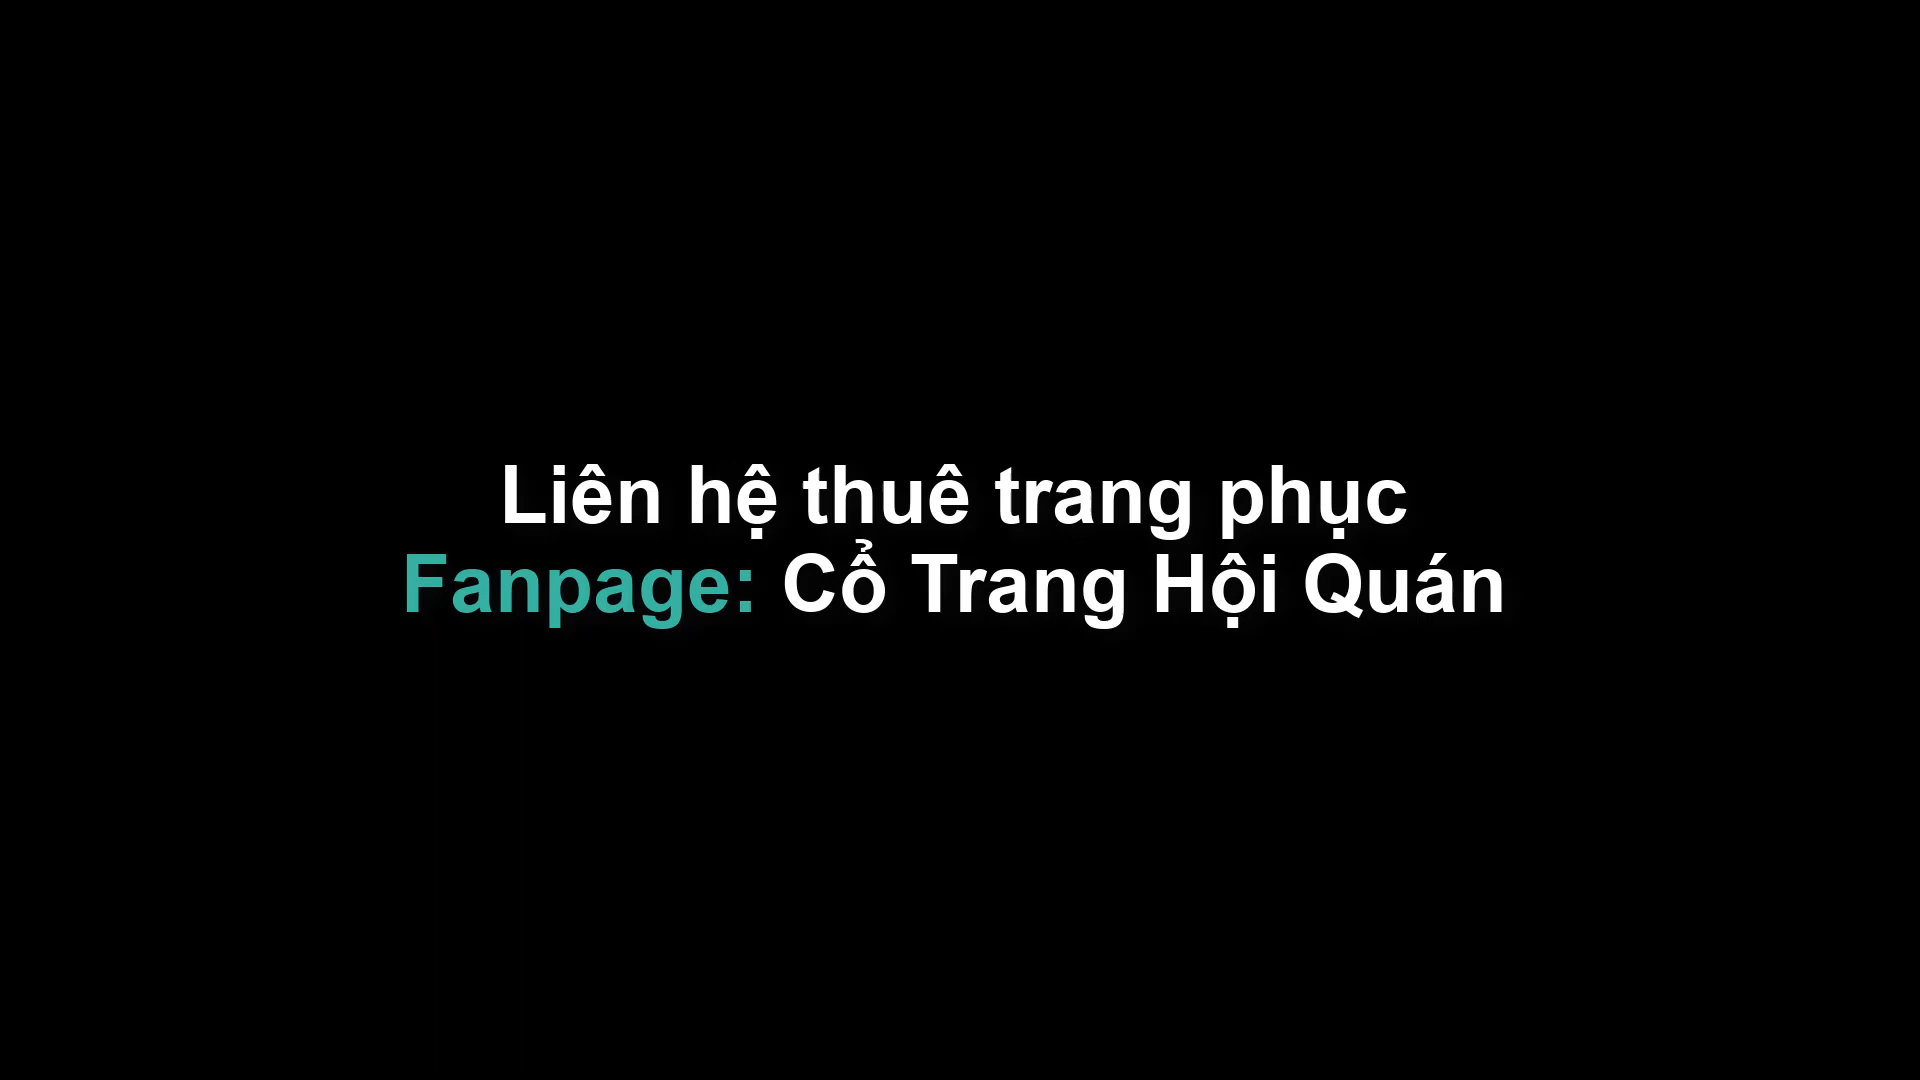 Liên hệ thuê trang phục
Fanpage: Cổ Trang Hội Quán